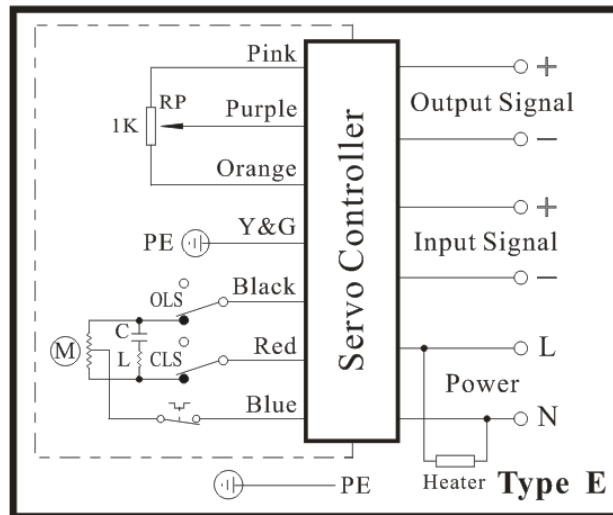 Pink
RP
1K
Purple
Orange
PE
Y&G
OLS
Black
C
M
L
CLS
Red
Blue
PE
Servo Controller
+
Output Signal
−
+
Input Signal
−
L
Power
N
Heater
Type E